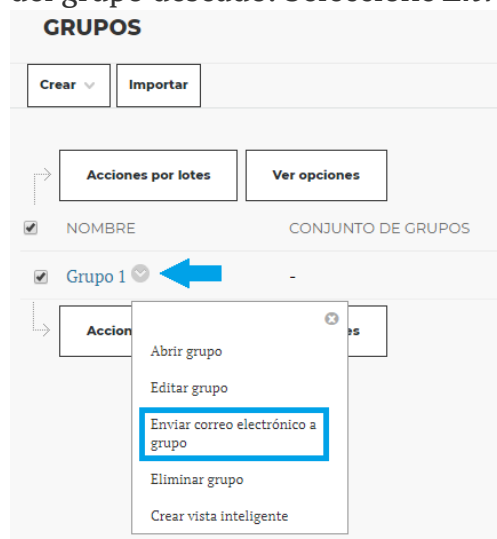 del grupo deseado. Seleccione
GRUPOS
Crear Importar
Acciones por lotes Ver opciones
NOMBRE CONJUNTO DE GRUPOS
Grupo 1 -
Accion es
Abrir grupo
Editar grupo
Enviar correo electrónico a
grupo
Eliminar grupo
Crear vista inteligente